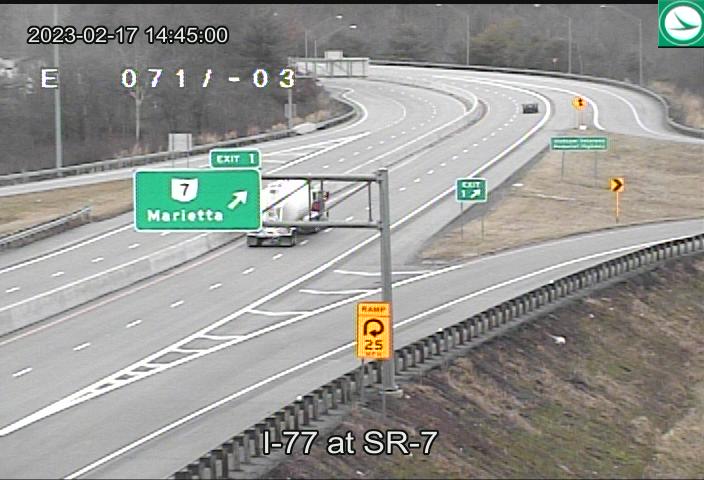 2023-02-17 14:45:00
E 071/-03
EXIT 1
7
Marietta
EXIT
1
RAMP
25
MPH
I-77 at SR-7